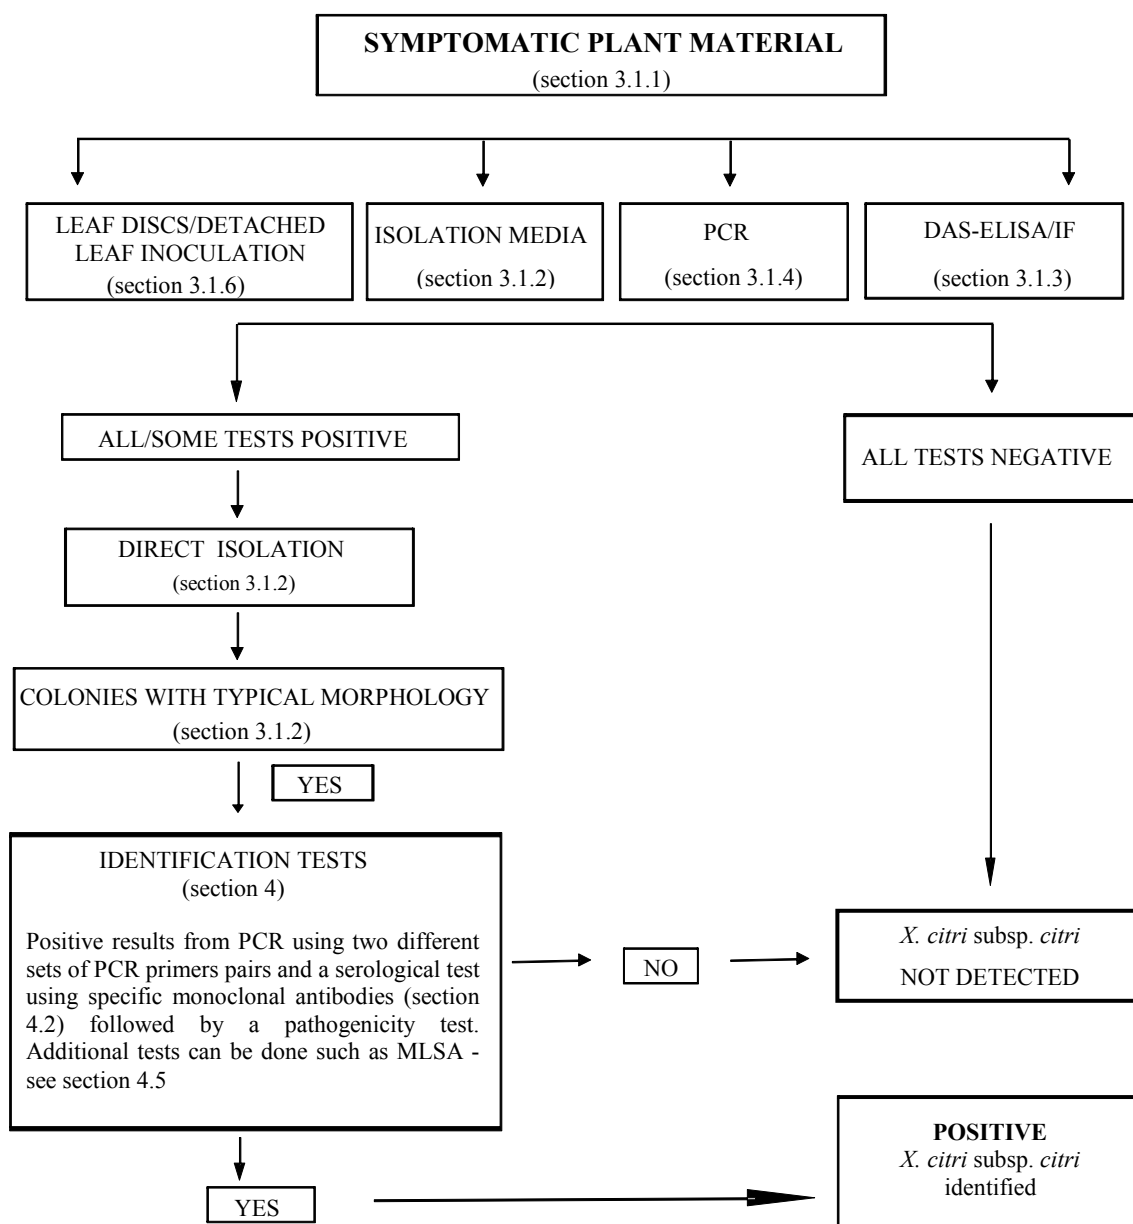 SYMPTOMATIC PLANT MATERIAL
(section 3.1.1)
LEAF DISCS/DETACHED
LEAF INOCULATION
(section 3.1.6)
ISOLATION MEDIA
(section 3.1.2)
PCR
(section 3.1.4)
DAS-ELISA/IF
(section 3.1.3)
ALL/SOME TESTS POSITIVE
ALL TESTS NEGATIVE
DIRECT ISOLATION
(section 3.1.2)
COLONIES WITH TYPICAL MORPHOLOGY
(section 3.1.2)
YES
IDENTIFICATION TESTS
(section 4)
Positive results from PCR using two different
sets of PCR primers pairs and a serological test
using specific monoclonal antibodies (section
4.2) followed by a pathogenicity test.
Additional tests can be done such as MLSA -
see section 4.5
NO
X. citri subsp. citri
NOT DETECTED
YES
POSITIVE
X. citri subsp. citri
identified